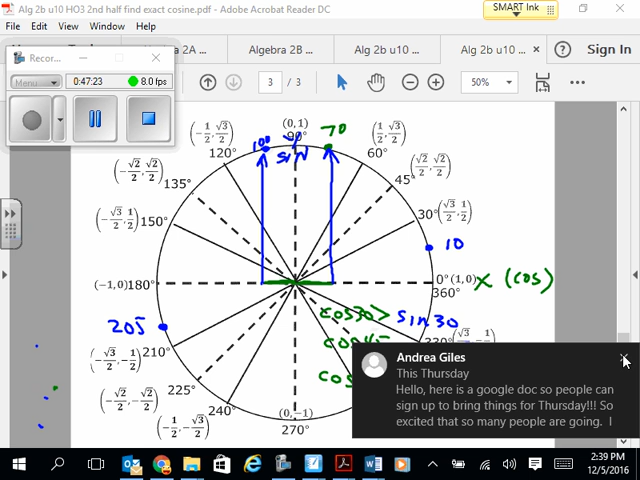 Alg 2b u10 HO3 2nd half find exact cosine.pdf - Adobe Acrobat Reader DC
SMART Ink
File Edit View Window Help
Recor...
2A ...
Algebra 2B ...
Alg 2b u10 ...
Alg 2b u10 ... ×
Sign In
Menu
0:47:23
8.0 fps
3 / 3
50%
(0,1)
90°
sin
100
70
(-1/2, √3/2)
120°
(1/2, √3/2)
60°
(-√2/2, √2/2)
135°
(√2/2, √2/2)
45°
(-√3/2, 1/2)
150°
30°
(√3/2, 1/2)
10
(-1,0) 180°
0° (1,0)
360°
x (cos)
cos30 > sin30
cos45
cos
205
(-√3/2, -1/2)
210°
330°
225°
(-√2/2, -√2/2)
240°
(-1/2, -√3/2)
(0,-1)
270°
Andrea Giles
This Thursday
Hello, here is a google doc so people can
sign up to bring things for Thursday!!! So
excited that so many people are going. I
2:39 PM
12/5/2016